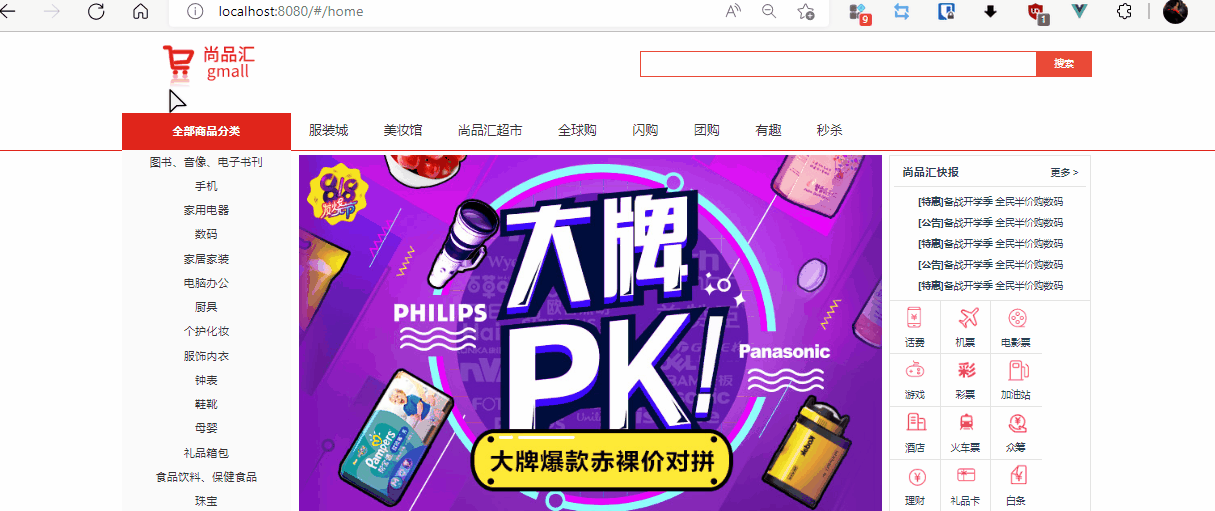 localhost:8080/#/home
9
1
尚品汇
gmall
搜索
全部商品分类
服装城
美妆馆
尚品汇超市
全球购
闪购
团购
有趣
秒杀
图书、音像、电子书刊
手机
家用电器
数码
家居家装
电脑办公
厨具
个护化妆
服饰内衣
钟表
鞋靴
母婴
礼品箱包
食品饮料、保健食品
珠宝
818
大牌
PK!
PHILIPS
Panasonic
Pampers
大牌爆款赤裸价对拼
尚品汇快报
更多 >
[特惠]备战开学季 全民半价购数码
[公告]备战开学季 全民半价购数码
[特惠]备战开学季 全民半价购数码
[公告]备战开学季 全民半价购数码
[特惠]备战开学季 全民半价购数码
话费
机票
电影票
游戏
彩票
加油站
酒店
火车票
众筹
理财
礼品卡
白条